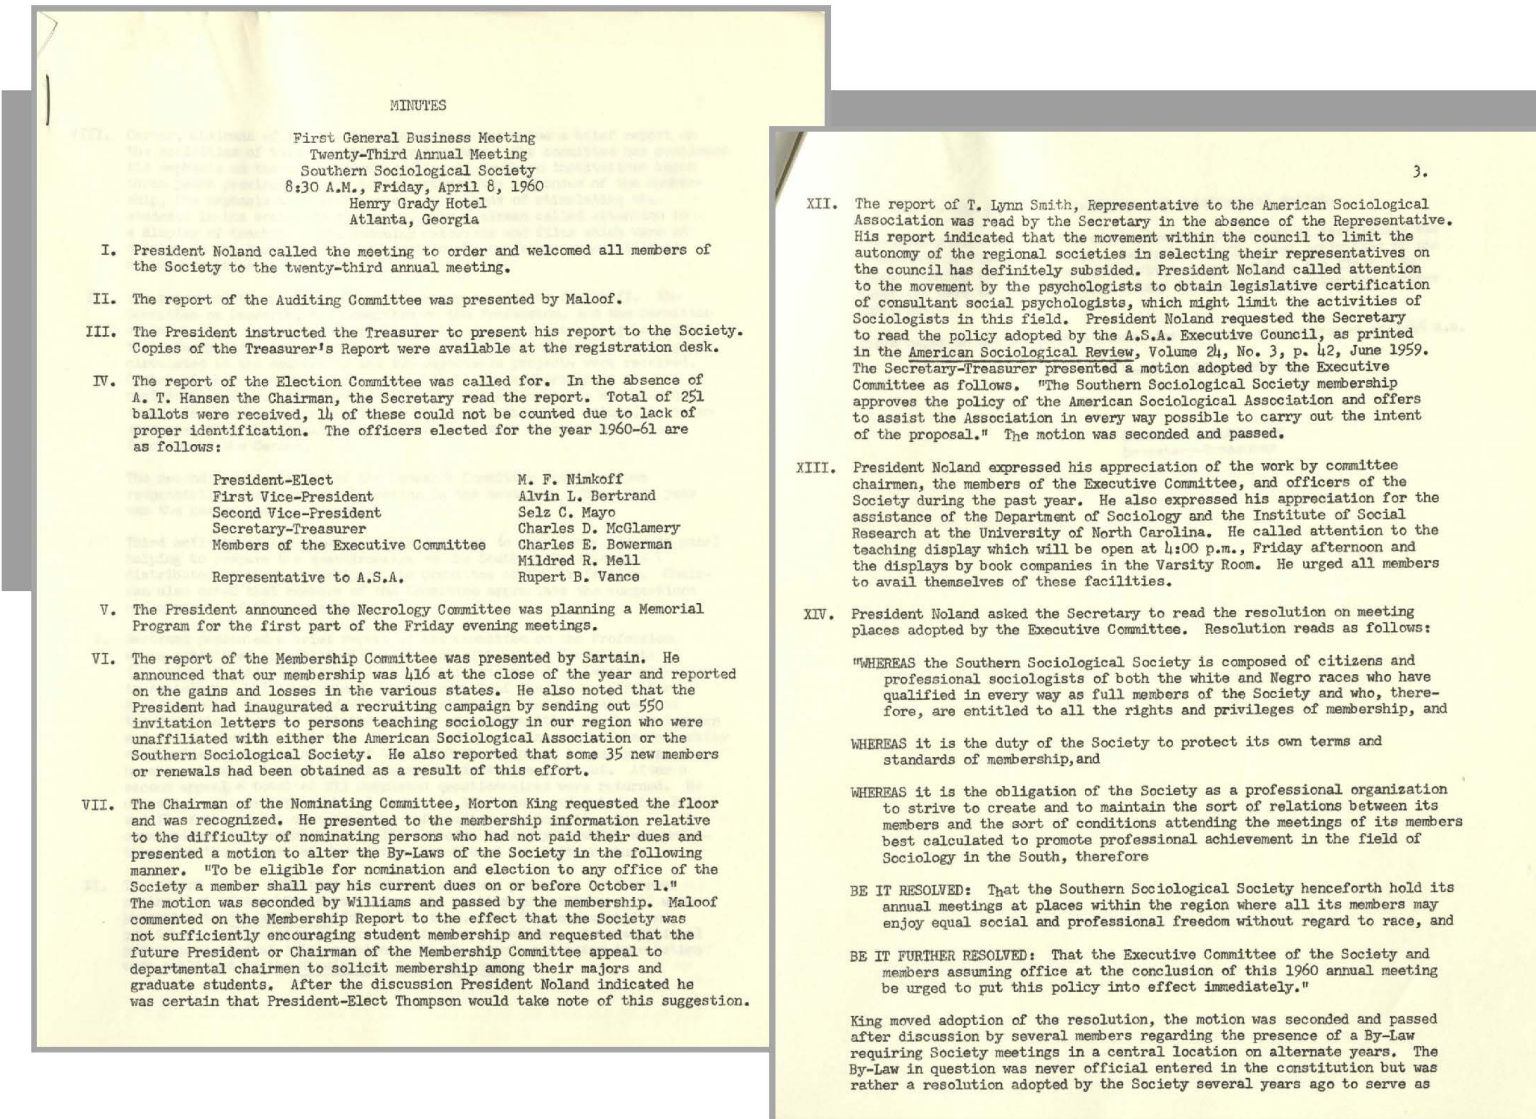 MINUTES
First General Business Meeting
Twenty-Third Annual Meeting
Southern Sociological Society
8:30 A.M., Friday, April 8, 1960
Henry Grady Hotel
Atlanta, Georgia
I. President Noland called the meeting to order and welcomed all members of
the Society to the twenty-third annual meeting.
II. The report of the Auditing Committee was presented by Maloof.
III. The President instructed the Treasurer to present his report to the Society.
Copies of the Treasurer's Report were available at the registration desk.
IV. The report of the Election Committee was called for. In the absence of
A. T. Hansen the Chairman, the Secretary read the report. Total of 251
ballots were received, 14 of these could not be counted due to lack of
proper identification. The officers elected for the year 1960-61 are
as follows:
President-Elect M. F. Nimkoff
First Vice-President Alvin L. Bertrand
Second Vice-President Selz C. Mayo
Secretary-Treasurer Charles D. McGlamery
Members of the Executive Committee Charles E. Bowerman
Mildred R. Mell
Representative to A.S.A. Rupert B. Vance
V. The President announced the Necrology Committee was planning a Memorial
Program for the first part of the Friday evening meetings.
VI. The report of the Membership Committee was presented by Sartain. He
announced that our membership was 416 at the close of the year and reported
on the gains and losses in the various states. He also noted that the
President had inaugurated a recruiting campaign by sending out 550
invitation letters to persons teaching sociology in our region who were
unaffiliated with either the American Sociological Association or the
Southern Sociological Society. He also reported that some 35 new members
or renewals had been obtained as a result of this effort.
VII. The Chairman of the Nominating Committee, Morton King requested the floor
and was recognized. He presented to the membership information relative
to the difficulty of nominating persons who had not paid their dues and
presented a motion to alter the By-Laws of the Society in the following
manner. "To be eligible for nomination and election to any office of the
Society a member shall pay his current dues on or before October 1."
The motion was seconded by Williams and passed by the membership. Maloof
commented on the Membership Report to the effect that the Society was
not sufficiently encouraging student membership and requested that the
future President or Chairman of the Membership Committee appeal to
departmental chairmen to solicit membership among their majors and
graduate students. After the discussion President Noland indicated he
was certain that President-Elect Thompson would take note of this suggestion.
3.
XII. The report of T. Lynn Smith, Representative to the American Sociological
Association was read by the Secretary in the absence of the Representative.
His report indicated that the movement within the council to limit the
autonomy of the regional societies in selecting their representatives on
the council has definitely subsided. President Noland called attention
to the movement by the psychologists to obtain legislative certification
of consultant social psychologists, which might limit the activities of
Sociologists in this field. President Noland requested the Secretary
to read the policy adopted by the A.S.A. Executive Council, as printed
in the American Sociological Review, Volume 24, No. 3, p. 42, June 1959.
The Secretary-Treasurer presented a motion adopted by the Executive
Committee as follows. "The Southern Sociological Society membership
approves the policy of the American Sociological Association and offers
to assist the Association in every way possible to carry out the intent
of the proposal." The motion was seconded and passed.
XIII. President Noland expressed his appreciation of the work by committee
chairmen, the members of the Executive Committee, and officers of the
Society during the past year. He also expressed his appreciation for the
assistance of the Department of Sociology and the Institute of Social
Research at the University of North Carolina. He called attention to the
teaching display which will be open at 4:00 p.m., Friday afternoon and
the displays by book companies in the Varsity Room. He urged all members
to avail themselves of these facilities.
XIV. President Noland asked the Secretary to read the resolution on meeting
places adopted by the Executive Committee. Resolution reads as follows:
"WHEREAS the Southern Sociological Society is composed of citizens and
professional sociologists of both the white and Negro races who have
qualified in every way as full members of the Society and who, there-
fore, are entitled to all the rights and privileges of membership, and
WHEREAS it is the duty of the Society to protect its own terms and
standards of membership,and
WHEREAS it is the obligation of the Society as a professional organization
to strive to create and to maintain the sort of relations between its
members and the sort of conditions attending the meetings of its members
best calculated to promote professional achievement in the field of
Sociology in the South, therefore
BE IT RESOLVED: That the Southern Sociological Society henceforth hold its
annual meetings at places within the region where all its members may
enjoy equal social and professional freedom without regard to race, and
BE IT FURTHER RESOLVED: That the Executive Committee of the Society and
members assuming office at the conclusion of this 1960 annual meeting
be urged to put this policy into effect immediately."
King moved adoption of the resolution, the motion was seconded and passed
after discussion by several members regarding the presence of a By-Law
requiring Society meetings in a central location on alternate years. The
By-Law in question was never official entered in the constitution but was
rather a resolution adopted by the Society several years ago to serve as